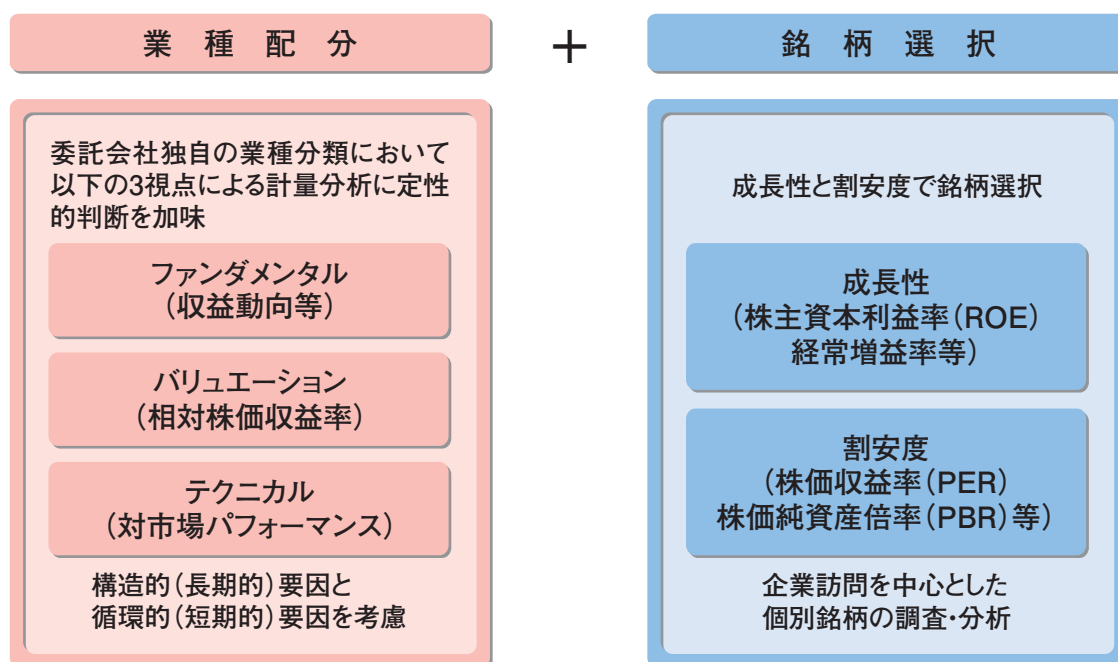 業種配分
+
銘柄選択
委託会社独自の業種分類において
以下の3視点による計量分析に定性
的判断を加味
ファンダメンタル
(収益動向等)
バリュエーション
(相対株価収益率)
テクニカル
(対市場パフォーマンス)
構造的(長期的)要因と
循環的(短期的)要因を考慮
成長性と割安度で銘柄選択
成長性
(株主資本利益率(ROE)
経常増益率等)
割安度
(株価収益率(PER)
株価純資産倍率(PBR)等)
企業訪問を中心とした
個別銘柄の調査・分析